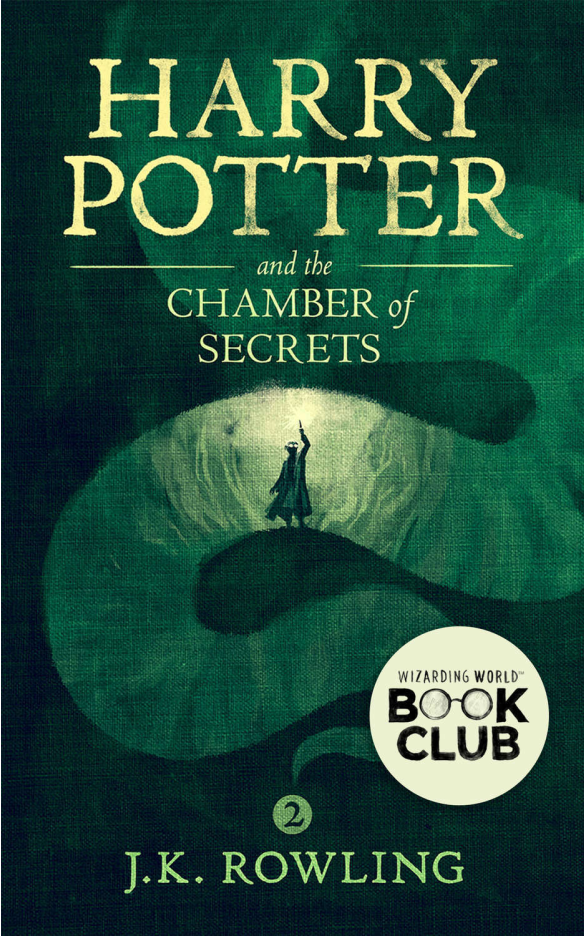 HARRY
POTTER
and the
CHAMBER of
SECRETS
WIZARDING WORLD™
BOOK
CLUB
2
J.K. ROWLING